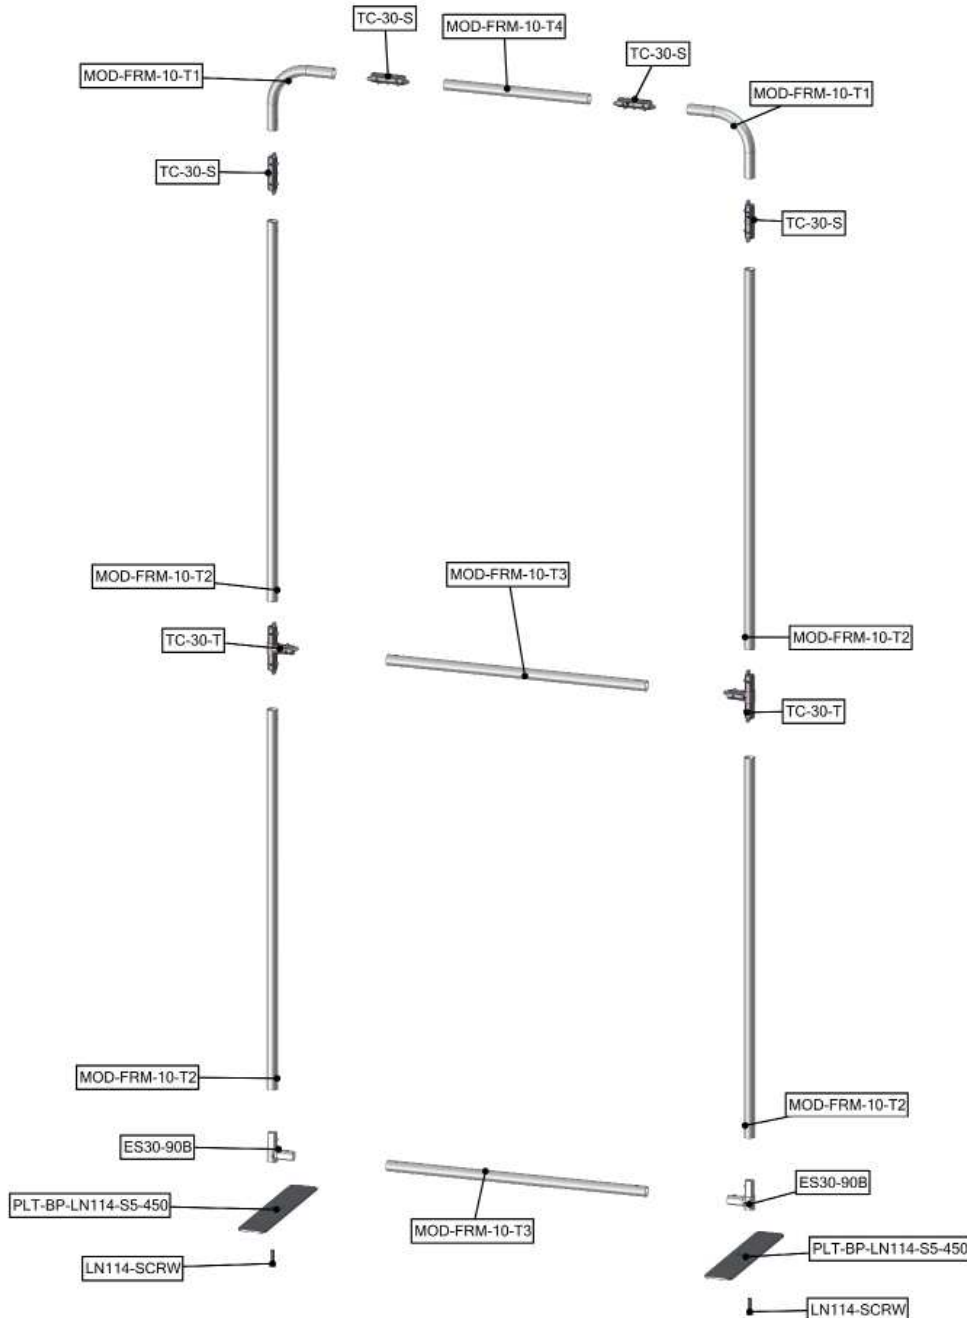 TC-30-S
MOD-FRM-10-T4
TC-30-S
MOD-FRM-10-T1
MOD-FRM-10-T1
TC-30-S
TC-30-S
MOD-FRM-10-T2
MOD-FRM-10-T3
TC-30-T
MOD-FRM-10-T2
TC-30-T
MOD-FRM-10-T2
MOD-FRM-10-T2
ES30-90B
ES30-90B
PLT-BP-LN114-S5-450
MOD-FRM-10-T3
PLT-BP-LN114-S5-450
LN114-SCRW
LN114-SCRW